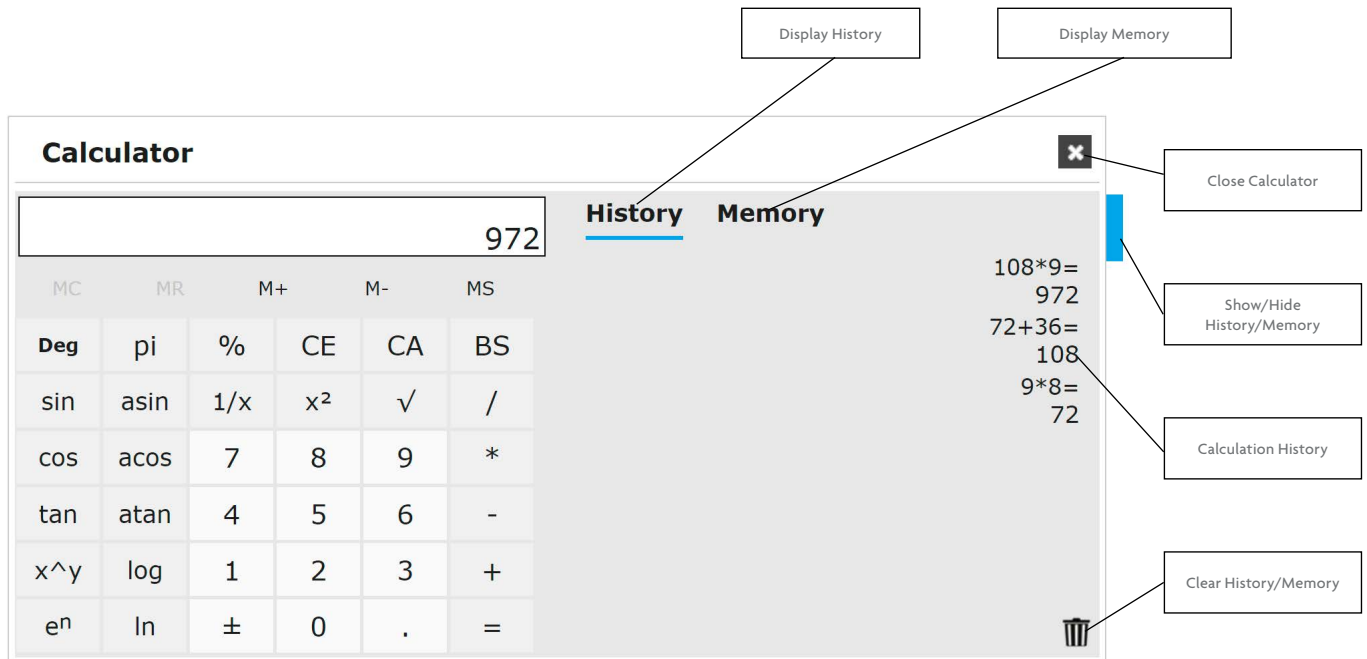 Display History
Display Memory
Calculator
Close Calculator
972
History Memory
108*9=
972
72+36=
108
9*8=
72
Show/Hide
History/Memory
Calculation History
Clear History/Memory
MC MR M+ M- MS
Deg pi % CE CA BS
sin asin 1/x x² √ /
cos acos 7 8 9 *
tan atan 4 5 6 -
x^y log 1 2 3 +
eⁿ ln ± 0 . =